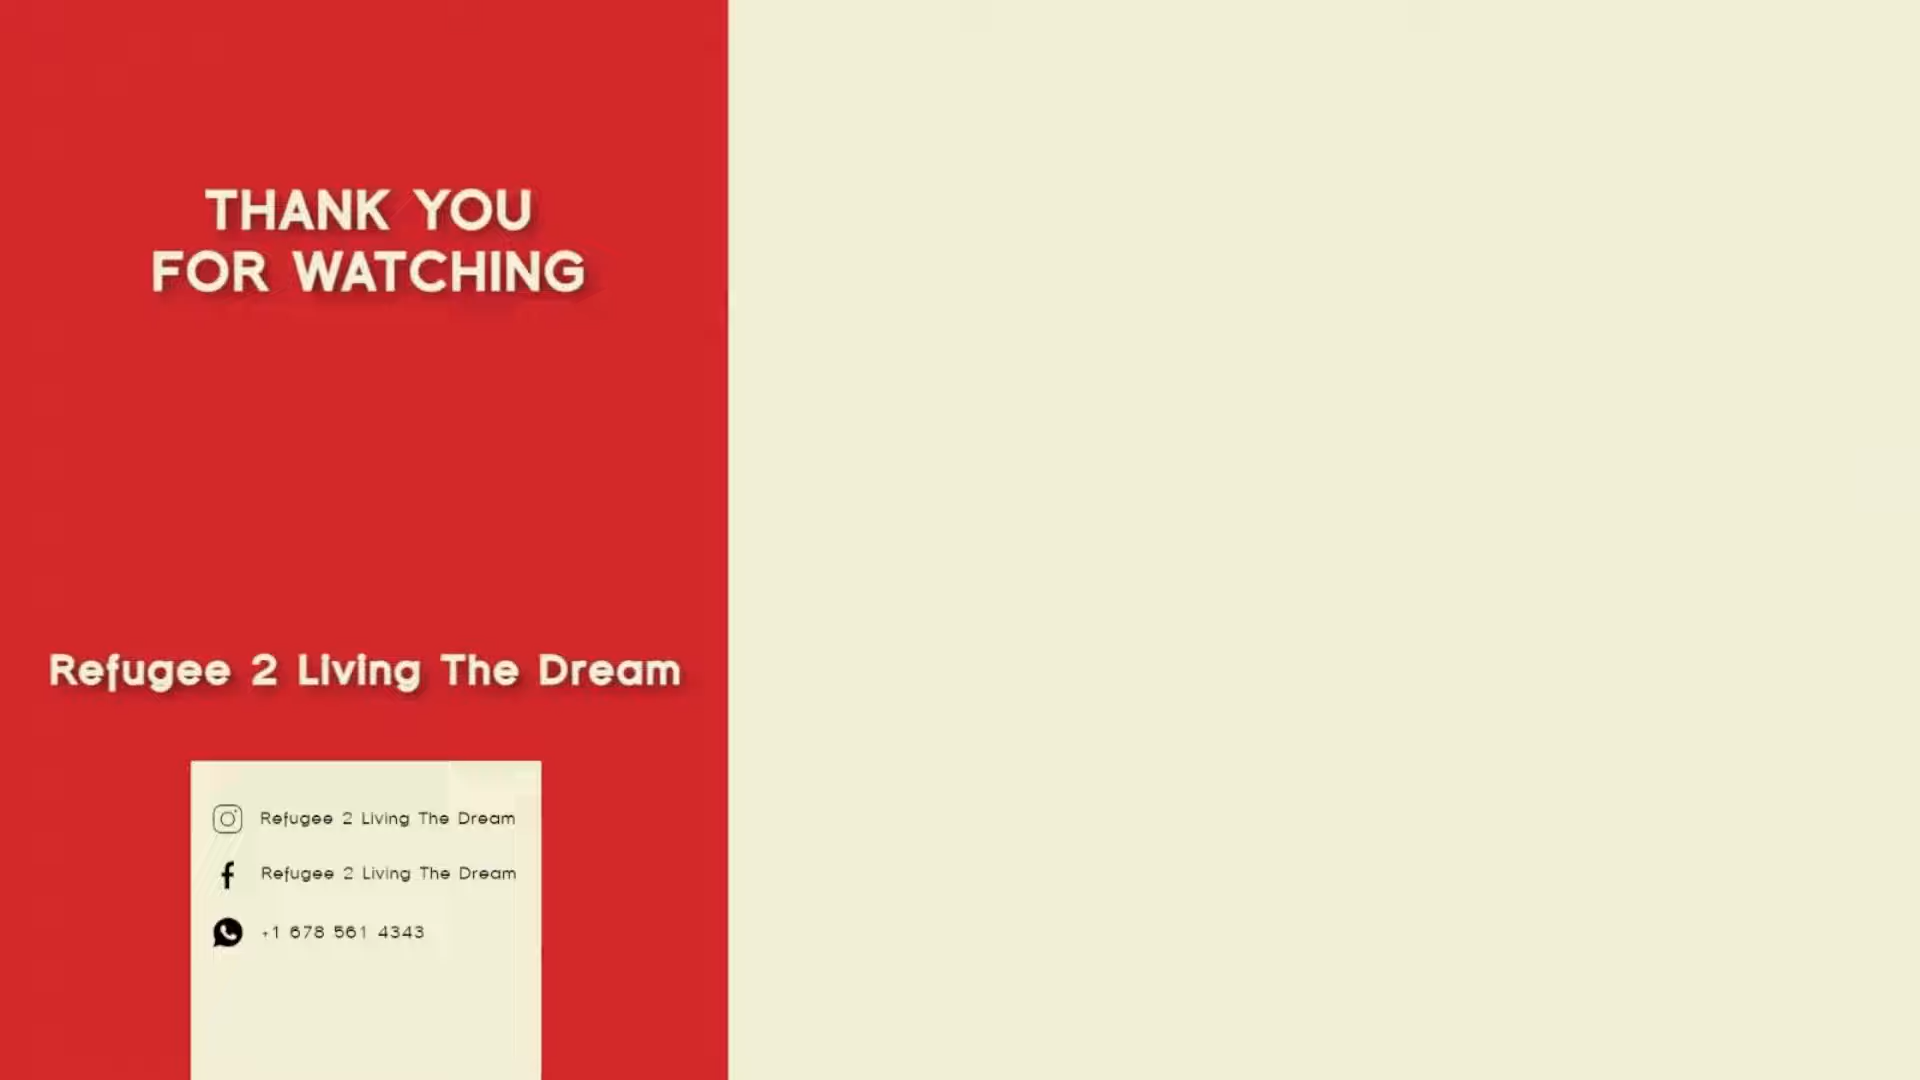 THANK YOU
FOR WATCHING
Refugee 2 Living The Dream
Refugee 2 Living The Dream
Refugee 2 Living The Dream
+1 678 561 4343